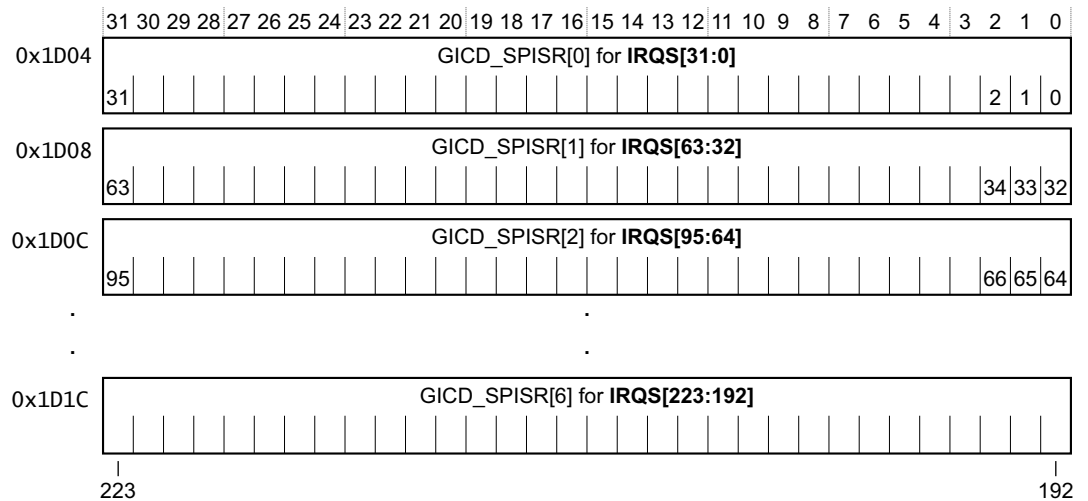 31 30 29 28 27 26 25 24 23 22 21 20 19 18 17 16 15 14 13 12 11 10 9 8 7 6 5 4 3 2 1 0
0x1D04 GICD_SPISR[0] for IRQS[31:0]
31 2 1 0
0x1D08 GICD_SPISR[1] for IRQS[63:32]
63 34 33 32
0x1D0C GICD_SPISR[2] for IRQS[95:64]
95 66 65 64
. .
. .
0x1D1C GICD_SPISR[6] for IRQS[223:192]
223 192